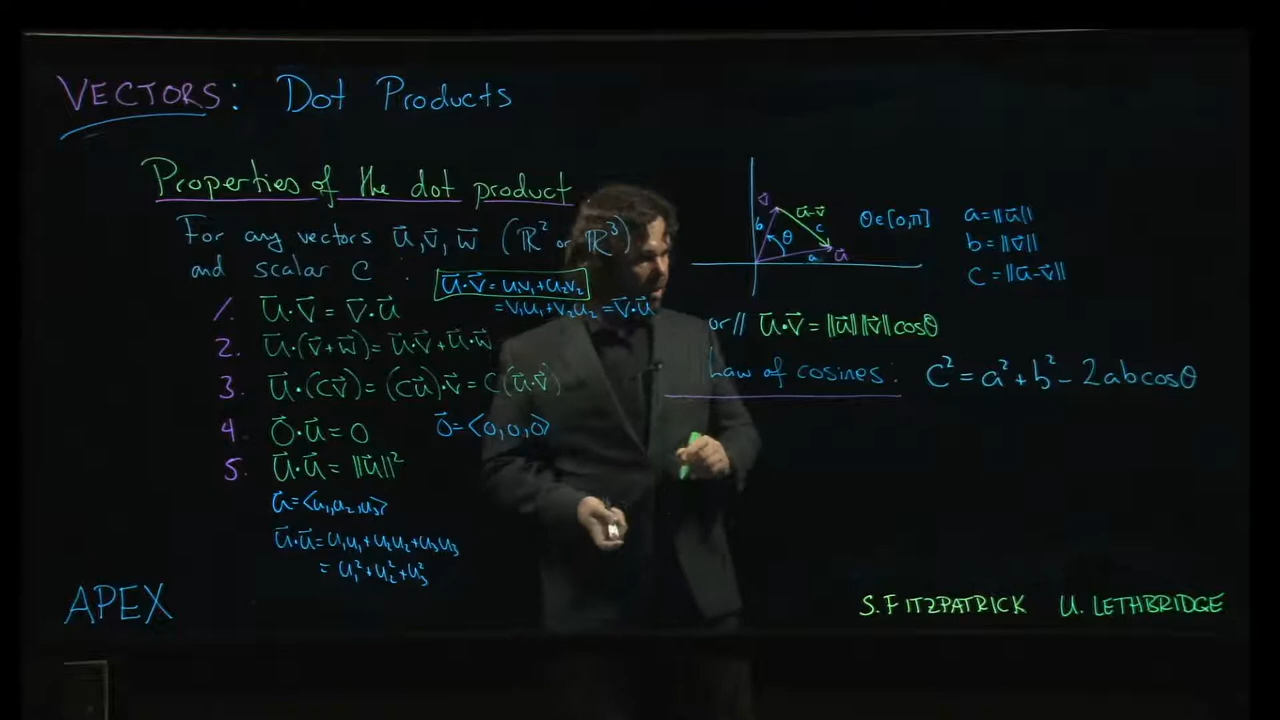 VECTORS: Dot Products
Properties of the dot product
For any vectors u⃗, v⃗, w⃗ (ℝ² or ℝ³)
and scalar c :
u⃗·v⃗ = u₁v₁+u₂v₂
= v₁u₁+v₂u₂ = v⃗·u⃗
1. u⃗·v⃗ = v⃗·u⃗
2. u⃗·(v⃗+w⃗) = u⃗·v⃗+u⃗·w⃗
3. u⃗·(cv⃗) = (cu⃗)·v⃗ = c(u⃗·v⃗)
4. 0⃗·u⃗ = 0
0⃗ = <0,0,0>
5. u⃗·u⃗ = ||u⃗||²
u⃗ = <u₁,u₂,u₃>
u⃗·u⃗ = u₁u₁+u₂u₂+u₃u₃
= u₁²+u₂²+u₃²
v⃗
u⃗-v⃗
b
c
θ
a
u⃗
θ∈[0,π]
a = ||u⃗||
b = ||v⃗||
c = ||u⃗-v⃗||
or// u⃗·v⃗ = ||u⃗|| ||v⃗|| cosθ
Law of cosines: c² = a² + b² - 2ab cosθ
APEX
S. FITZPATRICK U. LETHBRIDGE